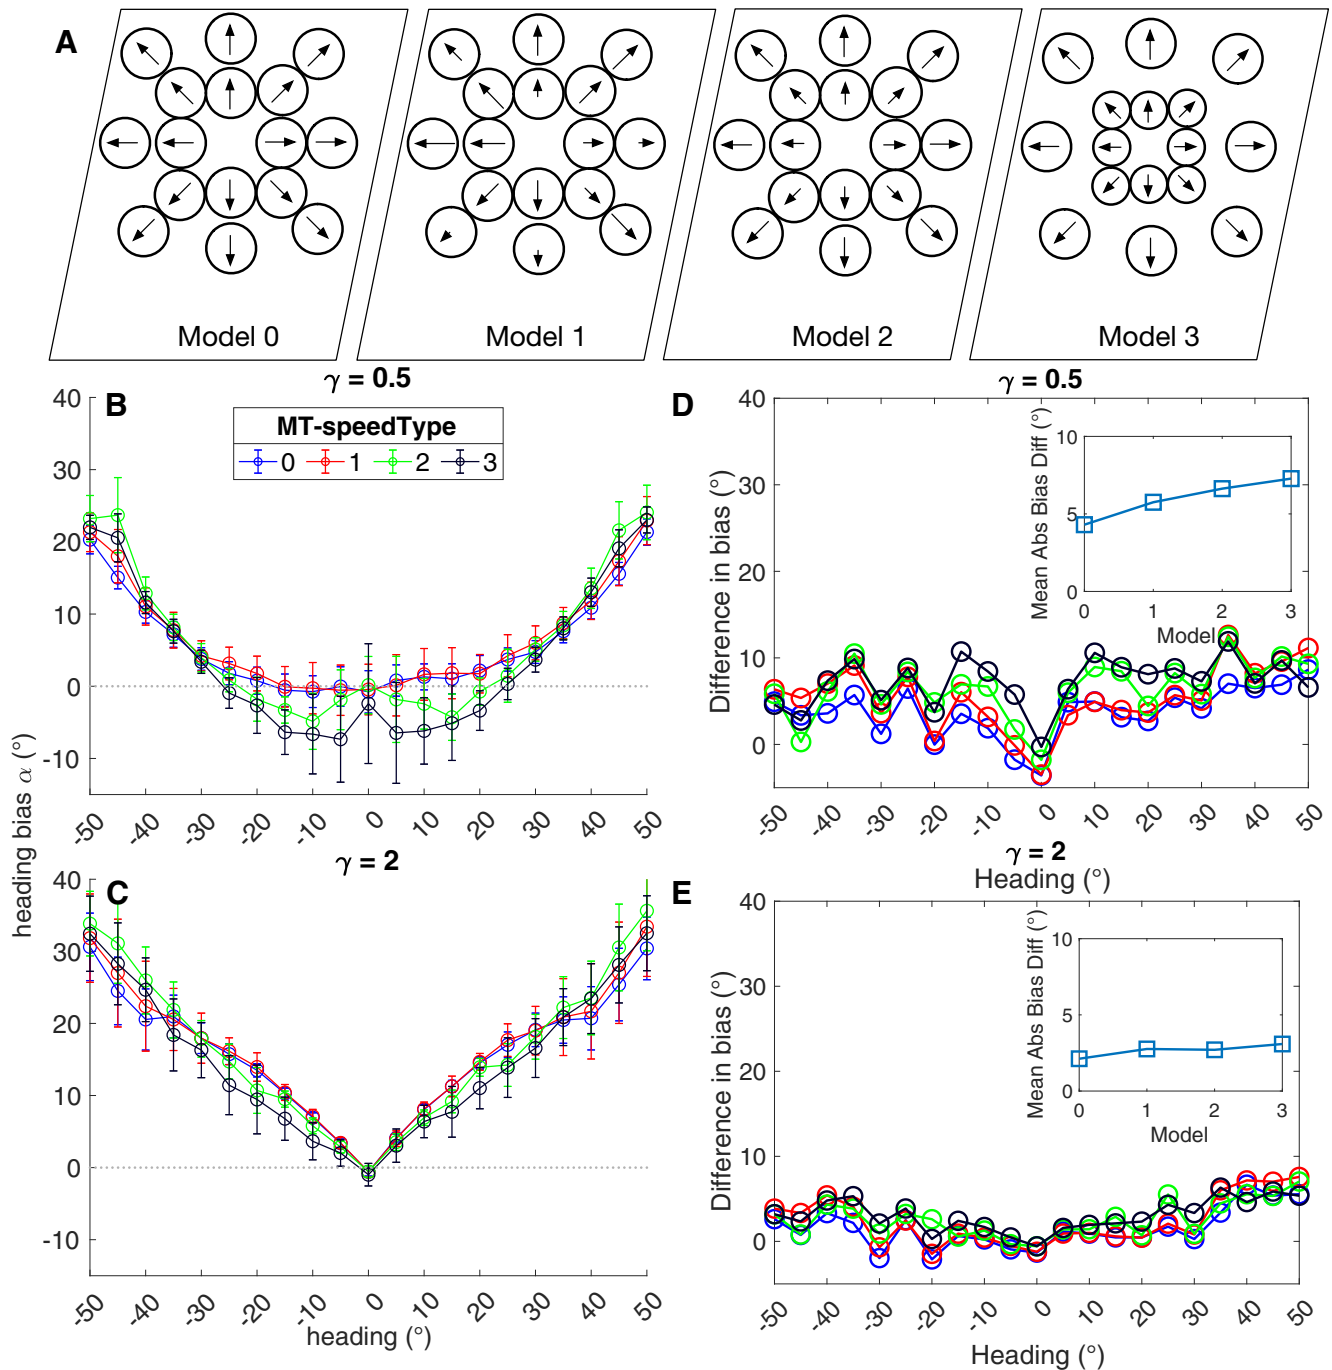 A
Model 0
Model 1
Model 2
Model 3
γ = 0.5
B
MT-speedType
0 1 2 3
40
30
20
10
0
-10
-50 -40 -30 -20 -10 0 10 20 30 40 50
heading bias α (°)
γ = 2
C
40
30
20
10
0
-10
-50 -40 -30 -20 -10 0 10 20 30 40 50
heading (°)
γ = 0.5
D
40
30
20
10
0
Difference in bias (°)
Mean Abs Bias Diff (°)
10
5
0
0 1 2 3
Model
-50 -40 -30 -20 -10 0 10 20 30 40 50
Heading (°)
γ = 2
E
40
30
20
10
0
Difference in bias (°)
Mean Abs Bias Diff (°)
10
5
0
0 1 2 3
Model
-50 -40 -30 -20 -10 0 10 20 30 40 50
Heading (°)